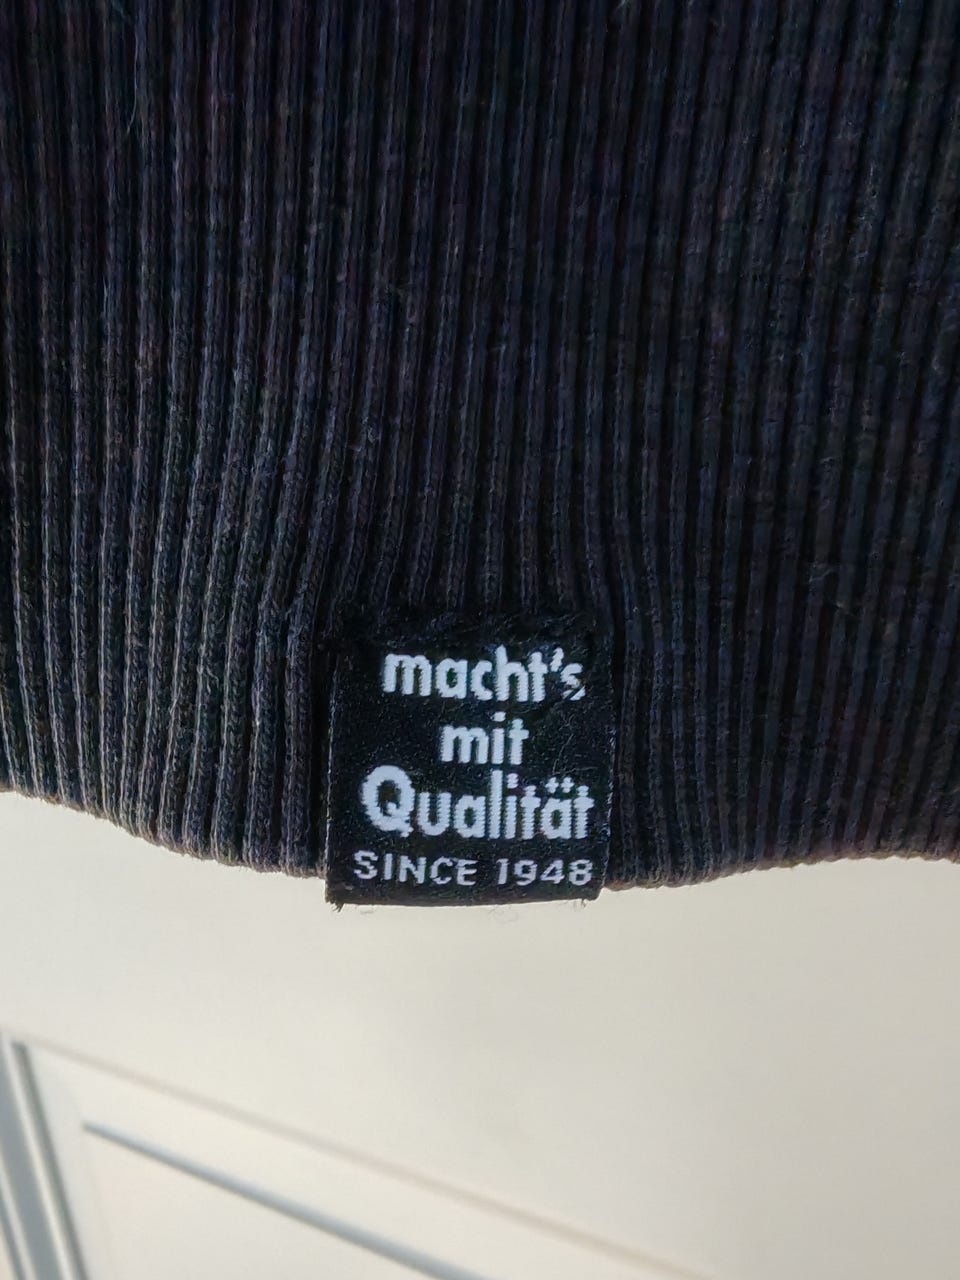 macht's
mit
Qualität
SINCE 1948